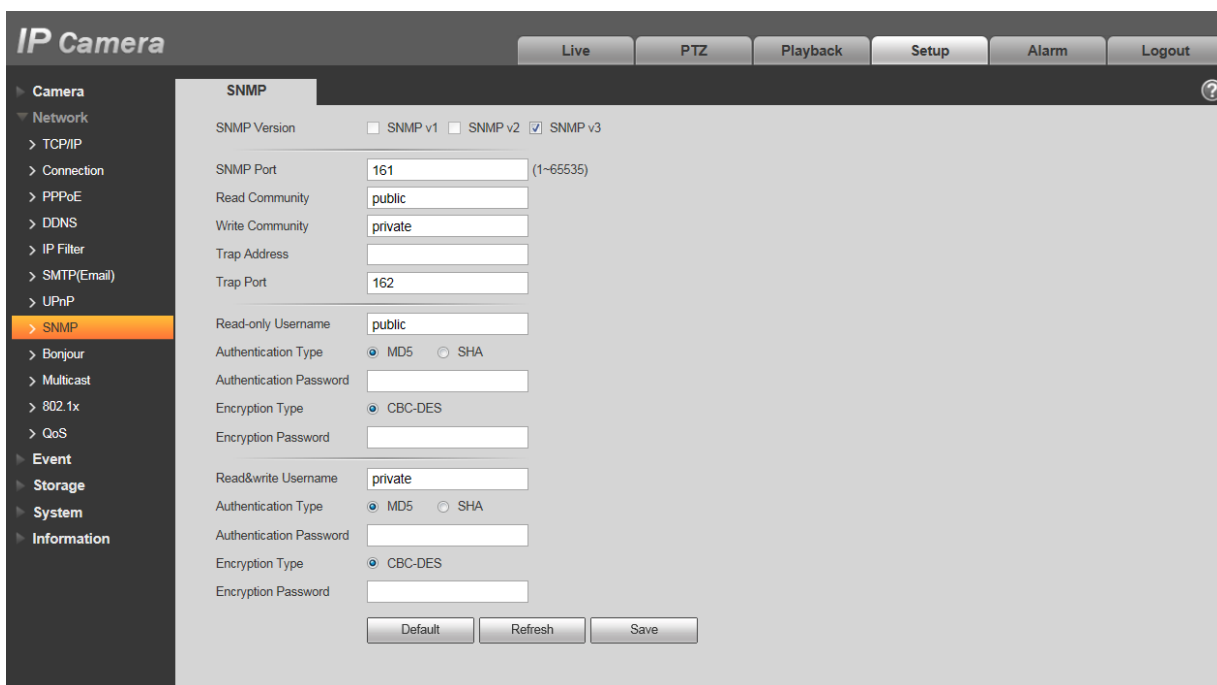 IP Camera
Live PTZ Playback Setup Alarm Logout
Camera
Network
TCP/IP
Connection
PPPoE
DDNS
IP Filter
SMTP(Email)
UPnP
SNMP
Bonjour
Multicast
802.1x
QoS
Event
Storage
System
Information
SNMP
?
SNMP Version SNMP v1 SNMP v2 SNMP v3
SNMP Port 161 (1~65535)
Read Community public
Write Community private
Trap Address
Trap Port 162
Read-only Username public
Authentication Type MD5 SHA
Authentication Password
Encryption Type CBC-DES
Encryption Password
Read&write Username private
Authentication Type MD5 SHA
Authentication Password
Encryption Type CBC-DES
Encryption Password
Default Refresh Save